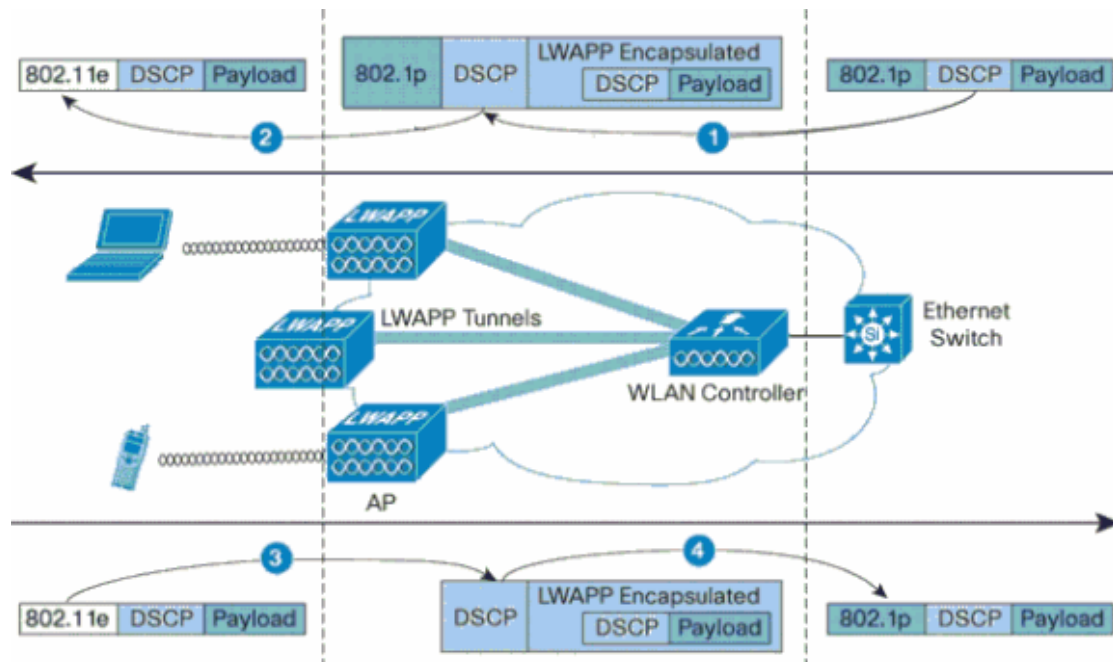 802.11e DSCP Payload
802.1p DSCP LWAPP Encapsulated
DSCP Payload
802.1p DSCP Payload
2
1
LWAPP
LWAPP
LWAPP Tunnels
Si
Ethernet
Switch
WLAN Controller
LWAPP
AP
3
4
802.11e DSCP Payload
DSCP LWAPP Encapsulated
DSCP Payload
802.1p DSCP Payload